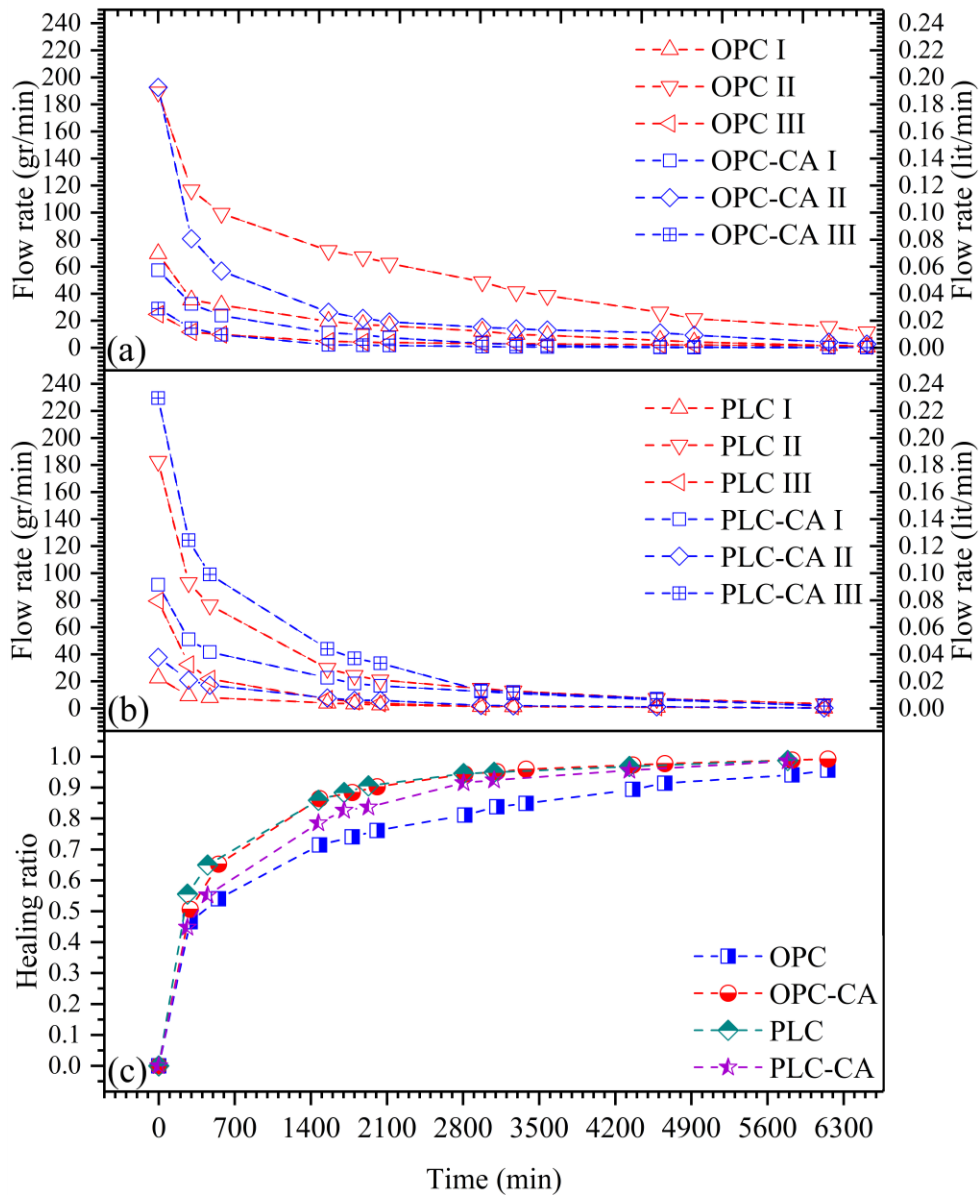 240
220
200
180
160
140
120
100
80
60
40
20
0
Flow rate (gr/min)
OPC I
OPC II
OPC III
OPC-CA I
OPC-CA II
OPC-CA III
(a)
0.24
0.22
0.20
0.18
0.16
0.14
0.12
0.10
0.08
0.06
0.04
0.02
0.00
Flow rate (lit/min)
240
220
200
180
160
140
120
100
80
60
40
20
0
Flow rate (gr/min)
PLC I
PLC II
PLC III
PLC-CA I
PLC-CA II
PLC-CA III
(b)
0.24
0.22
0.20
0.18
0.16
0.14
0.12
0.10
0.08
0.06
0.04
0.02
0.00
Flow rate (lit/min)
1.0
0.9
0.8
0.7
0.6
0.5
0.4
0.3
0.2
0.1
0.0
Healing ratio
OPC
OPC-CA
PLC
PLC-CA
(c)
0 700 1400 2100 2800 3500 4200 4900 5600 6300
Time (min)